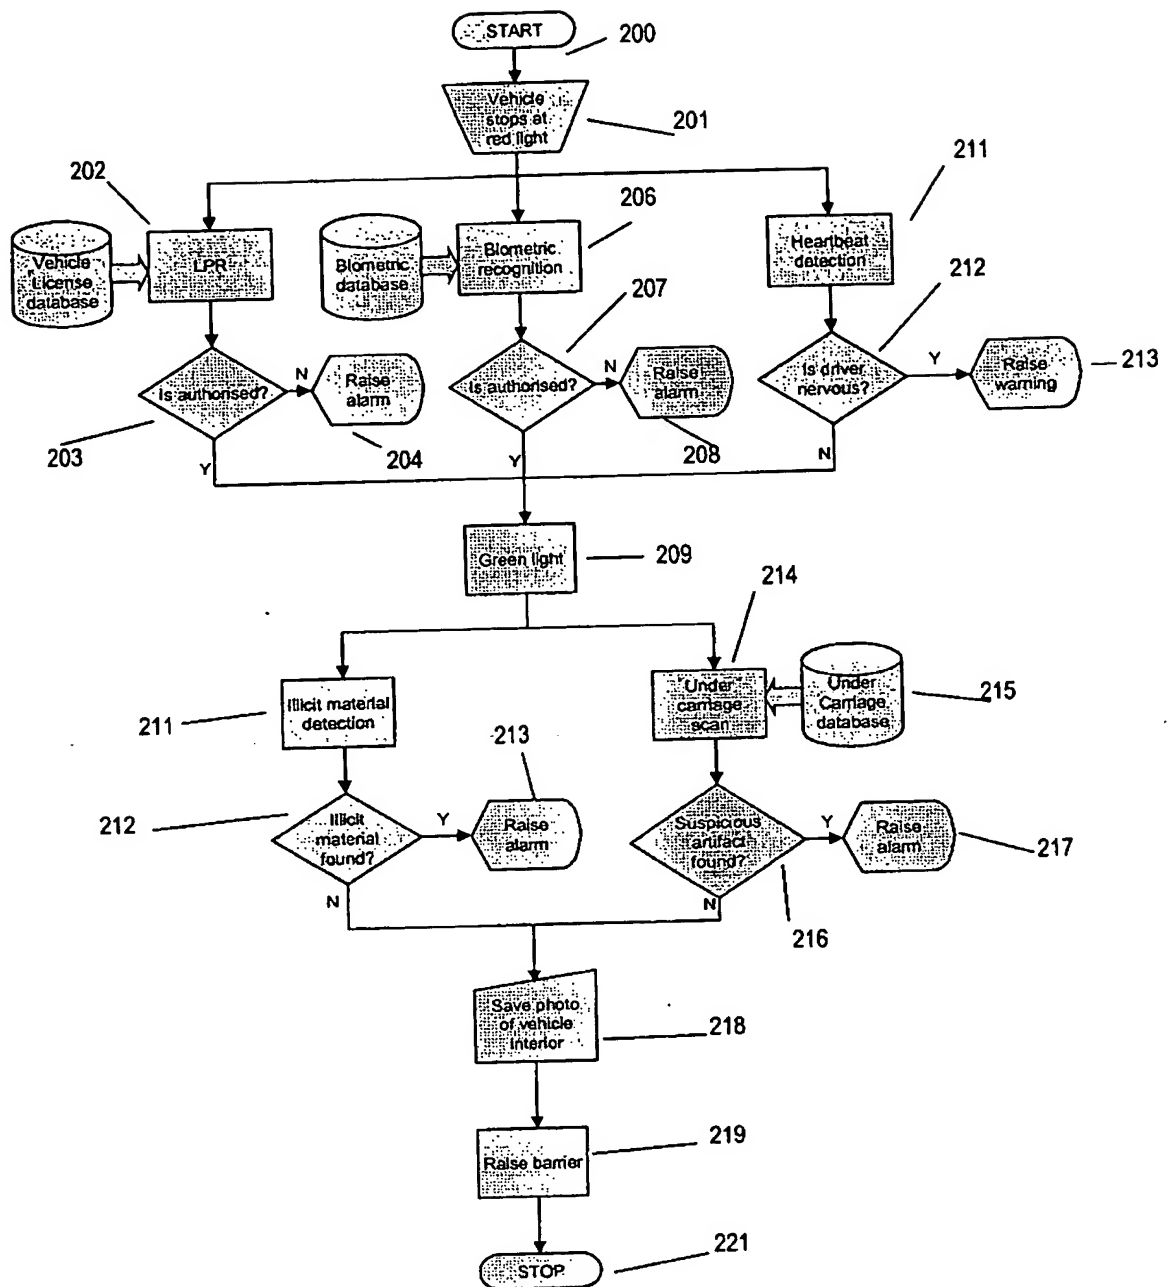 START
200
Vehicle
stops at
red light
201
202
206
211
Vehicle
License
database
LPR
Biometric
database
Biometric
recognition
Heartbeat
detection
207
212
Is authorised?
N
Raise
alarm
Is authorised?
N
Raise
alarm
Is driver
nervous?
Y
Raise
warning
213
203
204
208
Y
Y
N
Green light
209
214
211
Illicit material
detection
Under
carriage
scan
Under
Carriage
database
215
213
212
Illicit
material
found?
Y
Raise
alarm
Suspicious
artifact
found?
Y
Raise
alarm
217
N
N
216
Save photo
of vehicle
interior
218
Raise barrier
219
STOP
221